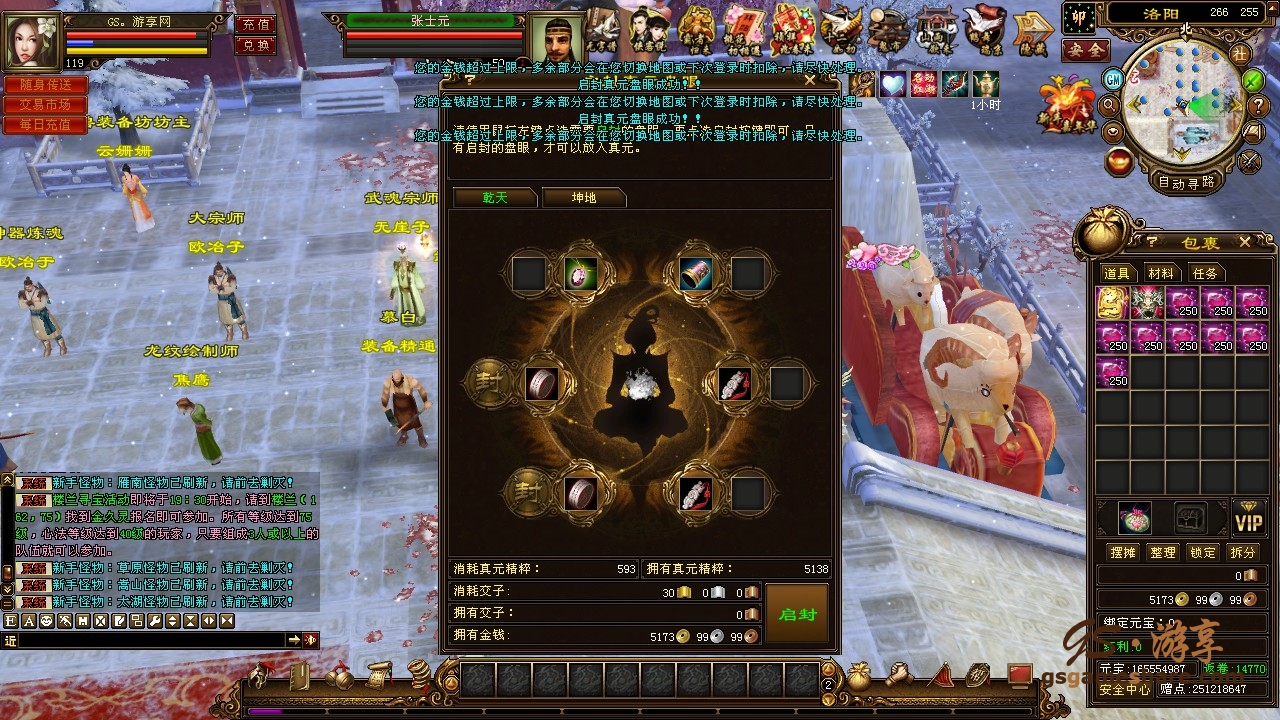 GS。游享网
119
充值
兑换
张士元
洛阳 266 255
北
安全
社
GM
自动寻路
1小时
随身传送
交易市场
每日充值
您的金钱超过上限，多余部分会在您切换地图或下次登录时扣除，请尽快处理。
启封真元盘眼成功！！
您的金钱超过上限，多余部分会在您切换地图或下次登录时扣除，请尽快处理。
启封真元盘眼成功！！
您的金钱超过上限，多余部分会在您切换地图或下次登录时扣除，请尽快处理。
有启封的盘眼，才可以放入真元。
乾天 坤地
装备坊坊主
云姗姗
大宗师
欧冶子
神器炼魂
欧冶子
武魂宗师
无崖子
慕白
装备精通
龙纹绘制师
焦鹰
封
封
消耗真元精粹： 593 拥有真元精粹： 5138
消耗交子： 30 0 0
拥有交子： 0
拥有金钱： 5173 99 99
启封
包裹
道具 材料 任务
250 250 250
250 250 250 250 250
250
VIP
摆摊 整理 锁定 拆分
0
5173 99 99
绑定元宝：
红利：0
元宝：165554987 返卷：14770
安全中心 赠点：251216847
游享
系统 新手怪物：雁南怪物已刷新，请前去剿灭！
系统 楼兰寻宝活动即将于19：30开始，请到楼兰（1
62，75）找到金久灵报名即可参加。所有等级达到75
级，心法等级达到40级的玩家，只要组成3人或以上的
队伍就可以参加。
系统 新手怪物：草原怪物已刷新，请前去剿灭！
系统 新手怪物：嵩山怪物已刷新，请前去剿灭！
系统 新手怪物：太湖怪物已刷新，请前去剿灭！
近